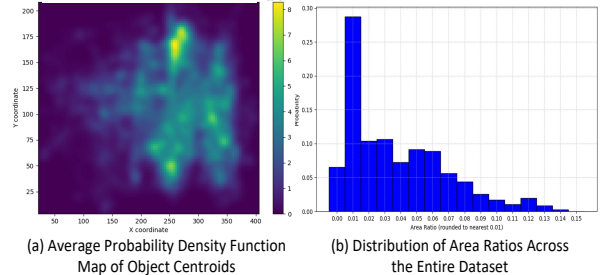 200
175
150
125
100
75
50
25
Y coordinate
50 100 150 200 250 300 350 400
X coordinate
8
7
6
5
4
3
2
1
0
(a) Average Probability Density Function
Map of Object Centroids
0.30
0.25
0.20
0.15
0.10
0.05
0.00
Probability
0.00 0.01 0.02 0.03 0.04 0.05 0.06 0.07 0.08 0.09 0.10 0.11 0.12 0.13 0.14 0.15
Area Ratio (rounded to nearest 0.01)
(b) Distribution of Area Ratios Across
the Entire Dataset